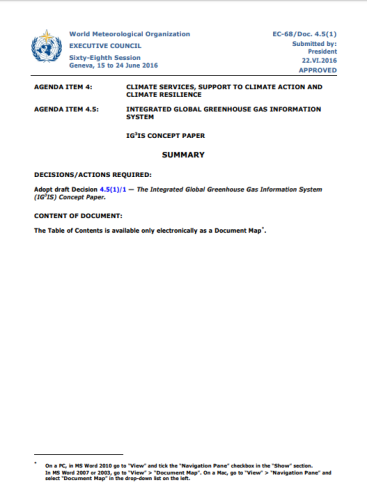 World Meteorological Organization
EXECUTIVE COUNCIL
Sixty-Eighth Session
Geneva, 15 to 24 June 2016
EC-68/Doc. 4.5(1)
Submitted by:
President
22.VI.2016
APPROVED
AGENDA ITEM 4: CLIMATE SERVICES, SUPPORT TO CLIMATE ACTION AND
CLIMATE RESILIENCE
AGENDA ITEM 4.5: INTEGRATED GLOBAL GREENHOUSE GAS INFORMATION
SYSTEM
IG³IS CONCEPT PAPER
SUMMARY
DECISIONS/ACTIONS REQUIRED:
Adopt draft Decision 4.5(1)/1 — The Integrated Global Greenhouse Gas Information System
(IG³IS) Concept Paper.
CONTENT OF DOCUMENT:
The Table of Contents is available only electronically as a Document Map*.
* On a PC, in MS Word 2010 go to "View" and tick the "Navigation Pane" checkbox in the "Show" section.
In MS Word 2007 or 2003, go to "View" > "Document Map". On a Mac, go to "View" > "Navigation Pane" and
select "Document Map" in the drop-down list on the left.